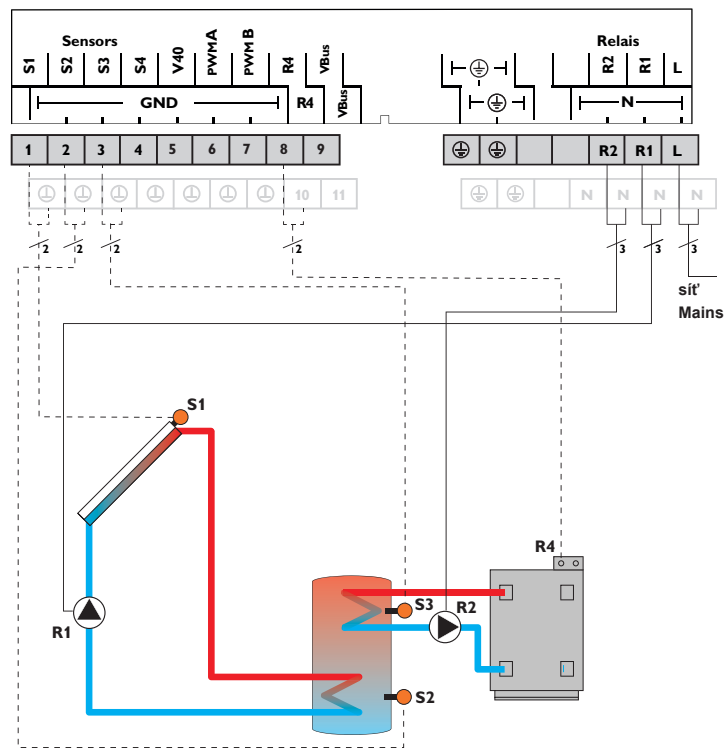 Sensors
Relais
S1 S2 S3 S4 V40 PWM A PWM B R4 VBus
R2 R1 L
GND R4 VBus
N
1 2 3 4 5 6 7 8 9
R2 R1 L
10 11
N N N N
2 2 2 2
3 3 3
síť
Mains
S1
R4
S3
R2
R1
S2